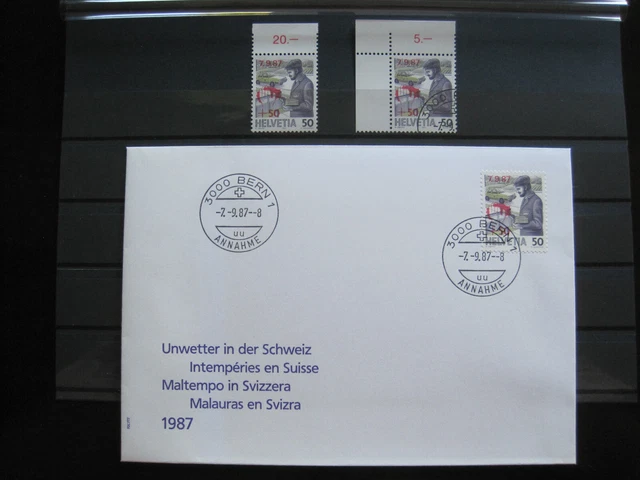 20.—
7.9.87
+50
HELVETIA 50
5.—
7.9.87
+50
HELVETIA 50
3000
3000 BERN 1
-7.-9.87--8
uu
ANNAHME
7.9.87
HELVETIA 50
3000 BERN 1
-7.-9.87--8
uu
ANNAHME
Unwetter in der Schweiz
Intempéries en Suisse
Maltempo in Svizzera
Malauras en Svizra
1987